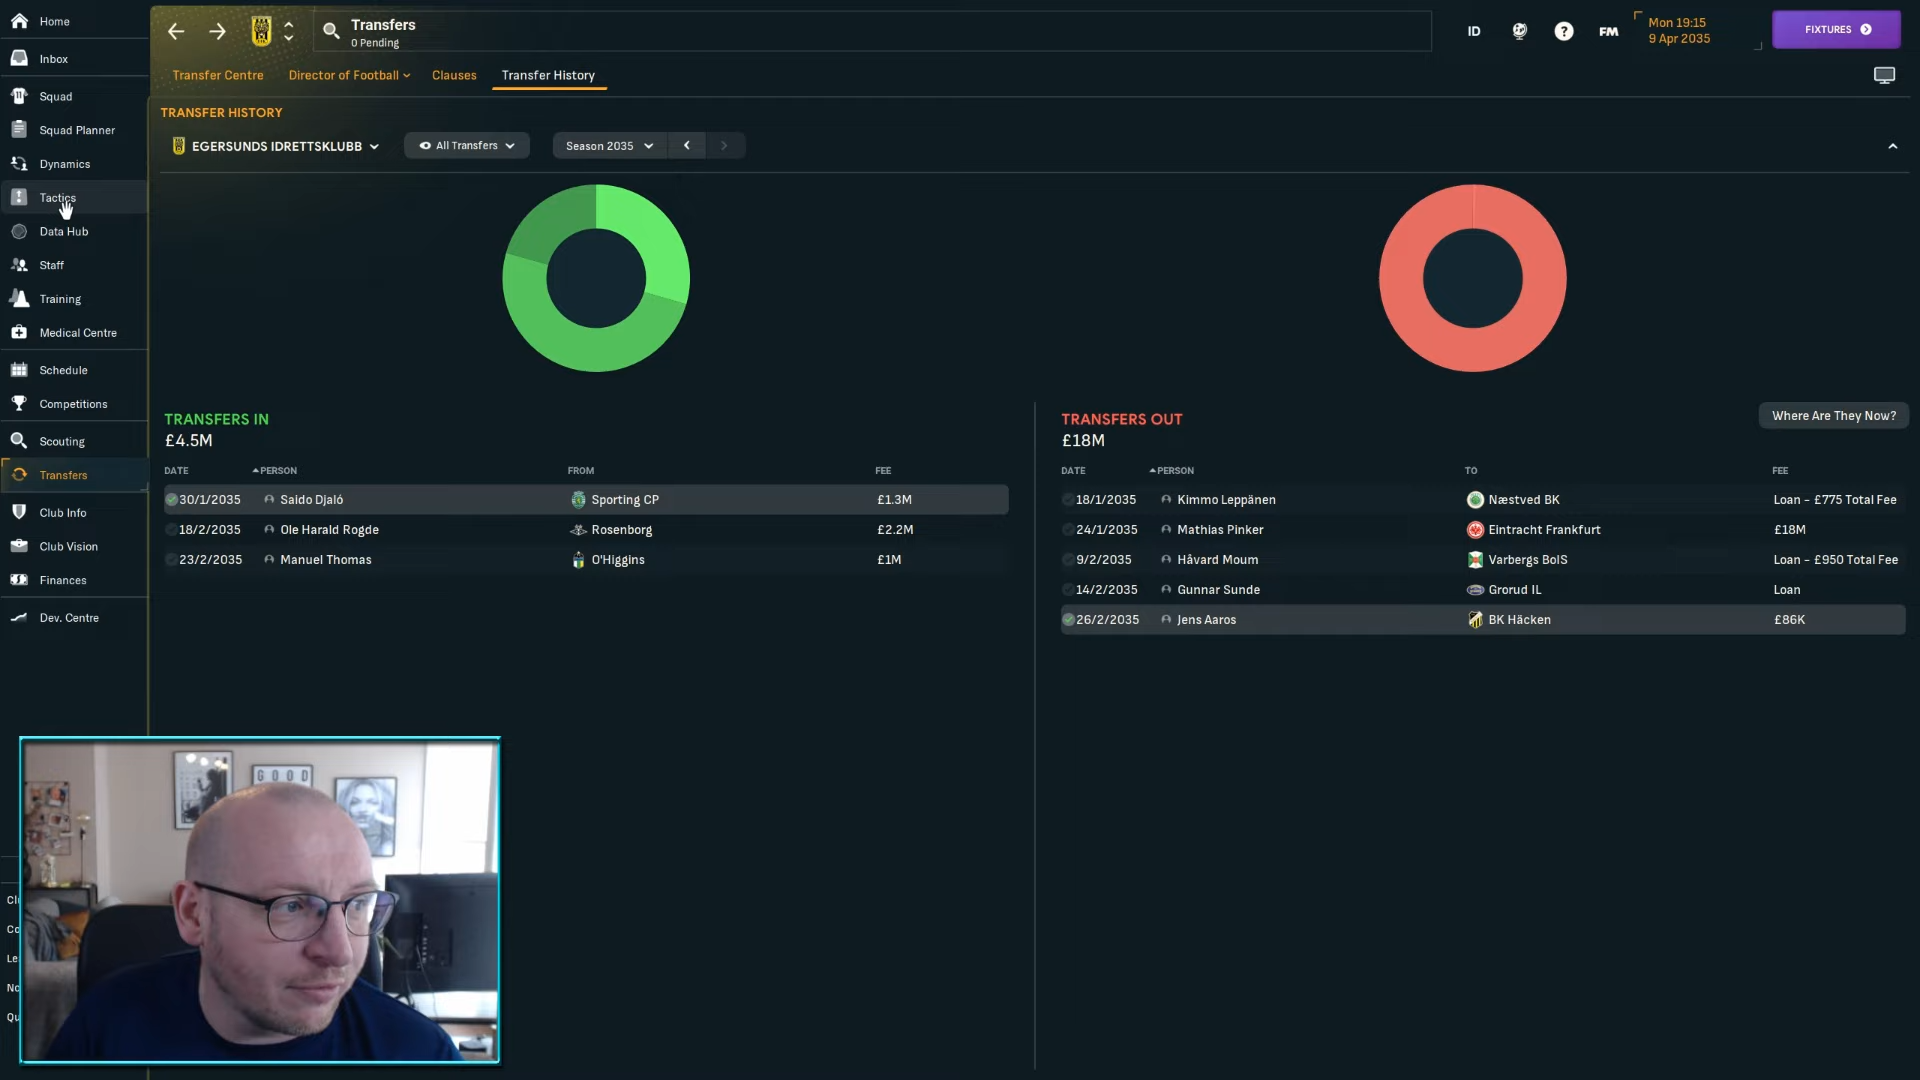 Home
Inbox
Squad
Squad Planner
Dynamics
Tactics
Data Hub
Staff
Training
Medical Centre
Schedule
Competitions
Scouting
Transfers
Club Info
Club Vision
Finances
Dev. Centre
Transfers
0 Pending
ID
FM
Mon 19:15
9 Apr 2035
FIXTURES
Transfer Centre
Director of Football
Clauses
Transfer History
TRANSFER HISTORY
EGERSUNDS IDRETTSKLUBB
All Transfers
Season 2035
TRANSFERS IN
£4.5M
DATE PERSON FROM FEE
30/1/2035 Saido Djaló Sporting CP £1.3M
18/2/2035 Ole Harald Rogde Rosenborg £2.2M
23/2/2035 Manuel Thomas O'Higgins £1M
TRANSFERS OUT
£18M
Where Are They Now?
DATE PERSON TO FEE
18/1/2035 Kimmo Leppänen Næstved BK Loan - £775 Total Fee
24/1/2035 Mathias Pinker Eintracht Frankfurt £18M
9/2/2035 Håvard Moum Varbergs BoIS Loan - £950 Total Fee
14/2/2035 Gunnar Sunde Grorud IL Loan
26/2/2035 Jens Aaros BK Häcken £86K
GOOD
Co
Le
No
Qu